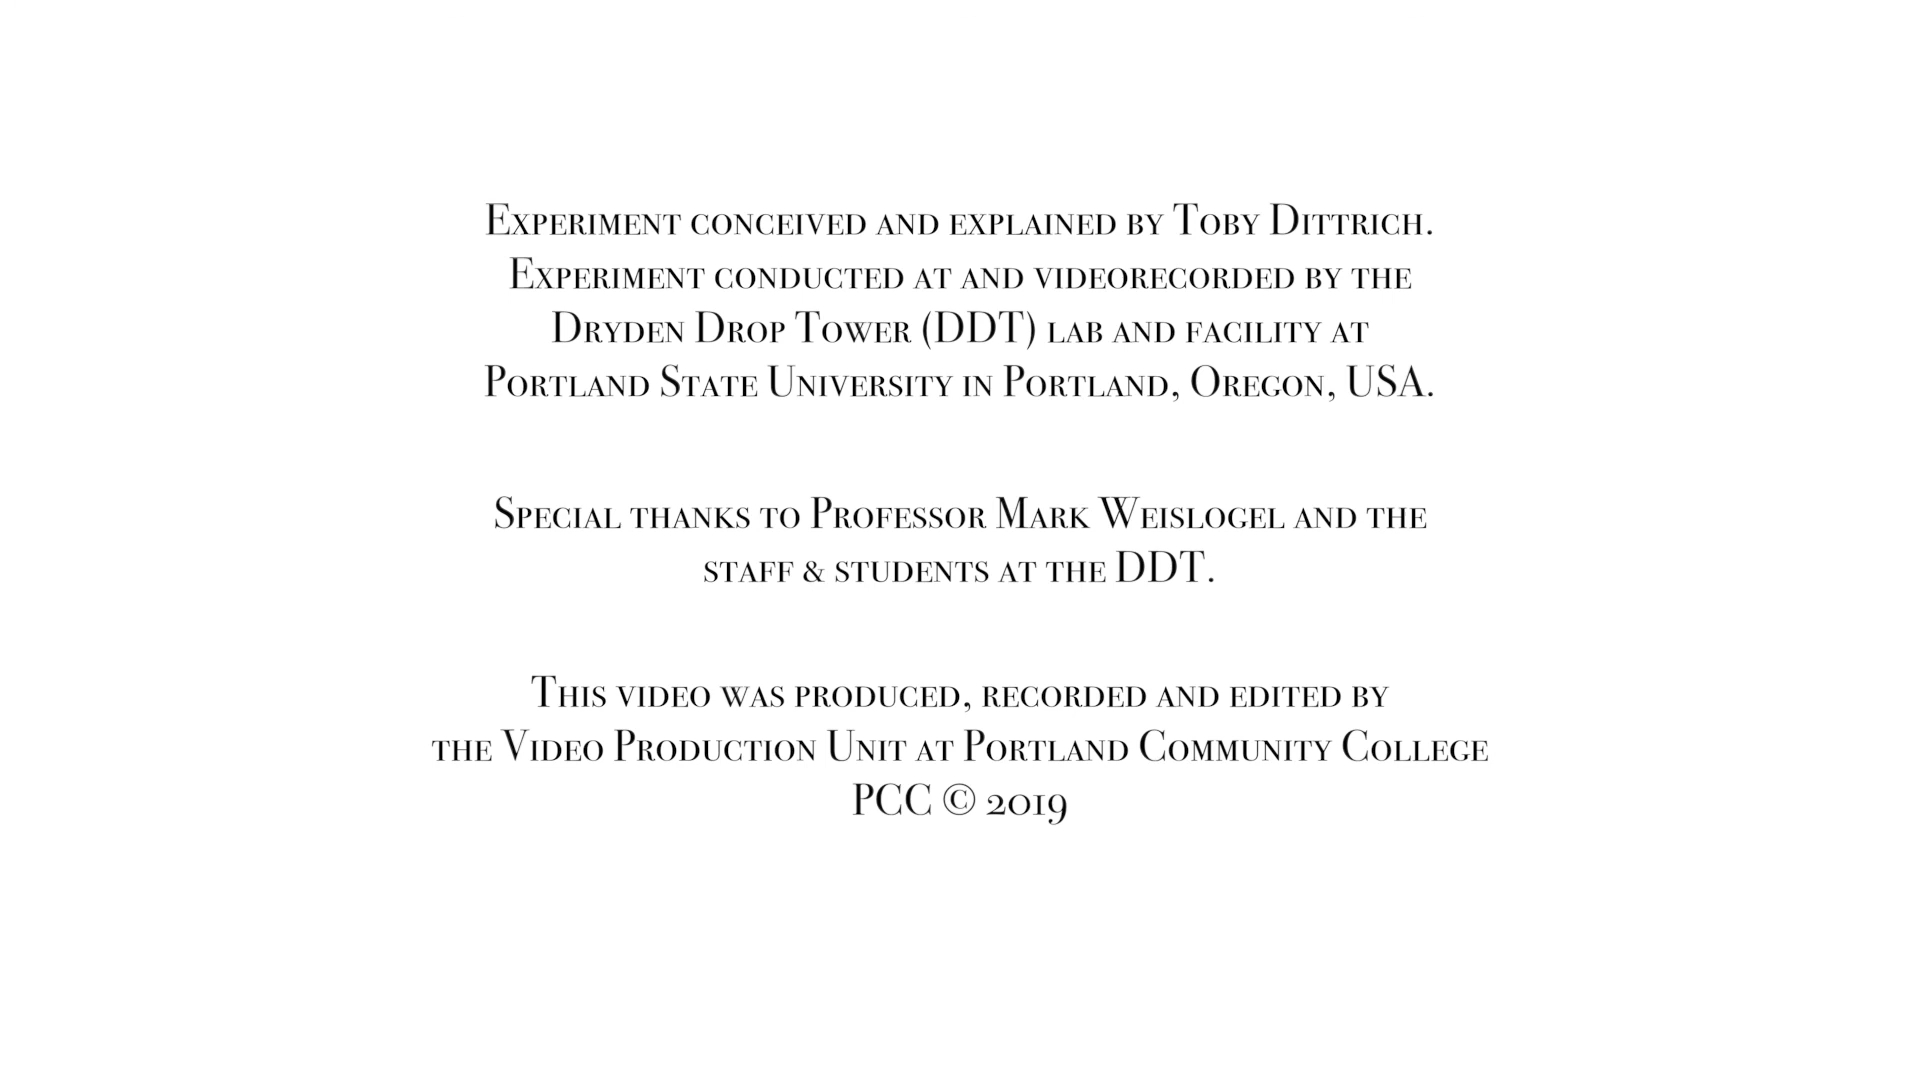 Experiment conceived and explained by Toby Dittrich.
Experiment conducted at and videorecorded by the
Dryden Drop Tower (DDT) lab and facility at
Portland State University in Portland, Oregon, USA.
Special thanks to Professor Mark Weislogel and the
staff & students at the DDT.
This video was produced, recorded and edited by
the Video Production Unit at Portland Community College
PCC © 2019